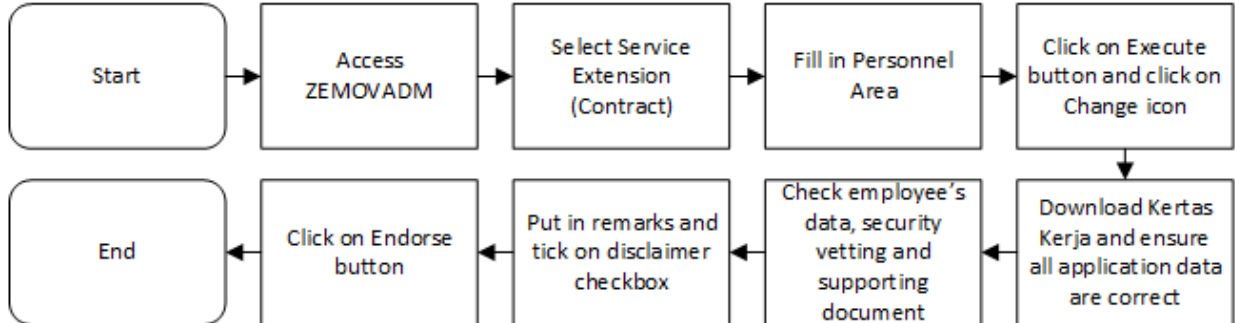 Start
Access
ZEMOVADM
Select Service
Extension
(Contract)
Fill in Personnel
Area
Click on Execute
button and click on
Change icon
Download Kertas
Kerja and ensure
all application data
are correct
Check employee's
data, security
vetting and
supporting
document
Put in remarks and
tick on disclaimer
checkbox
Click on Endorse
button
End